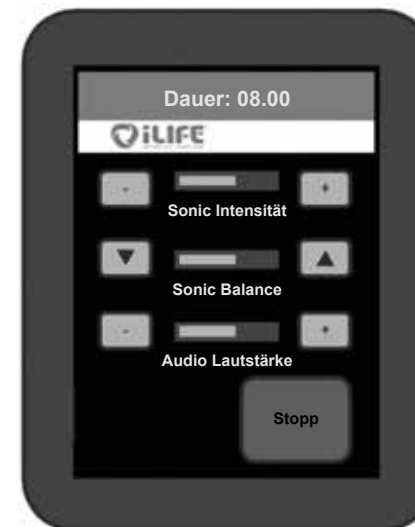 Dauer: 08.00
iLIFE
- +
Sonic Intensität
▼ ▲
Sonic Balance
- +
Audio Lautstärke
Stopp